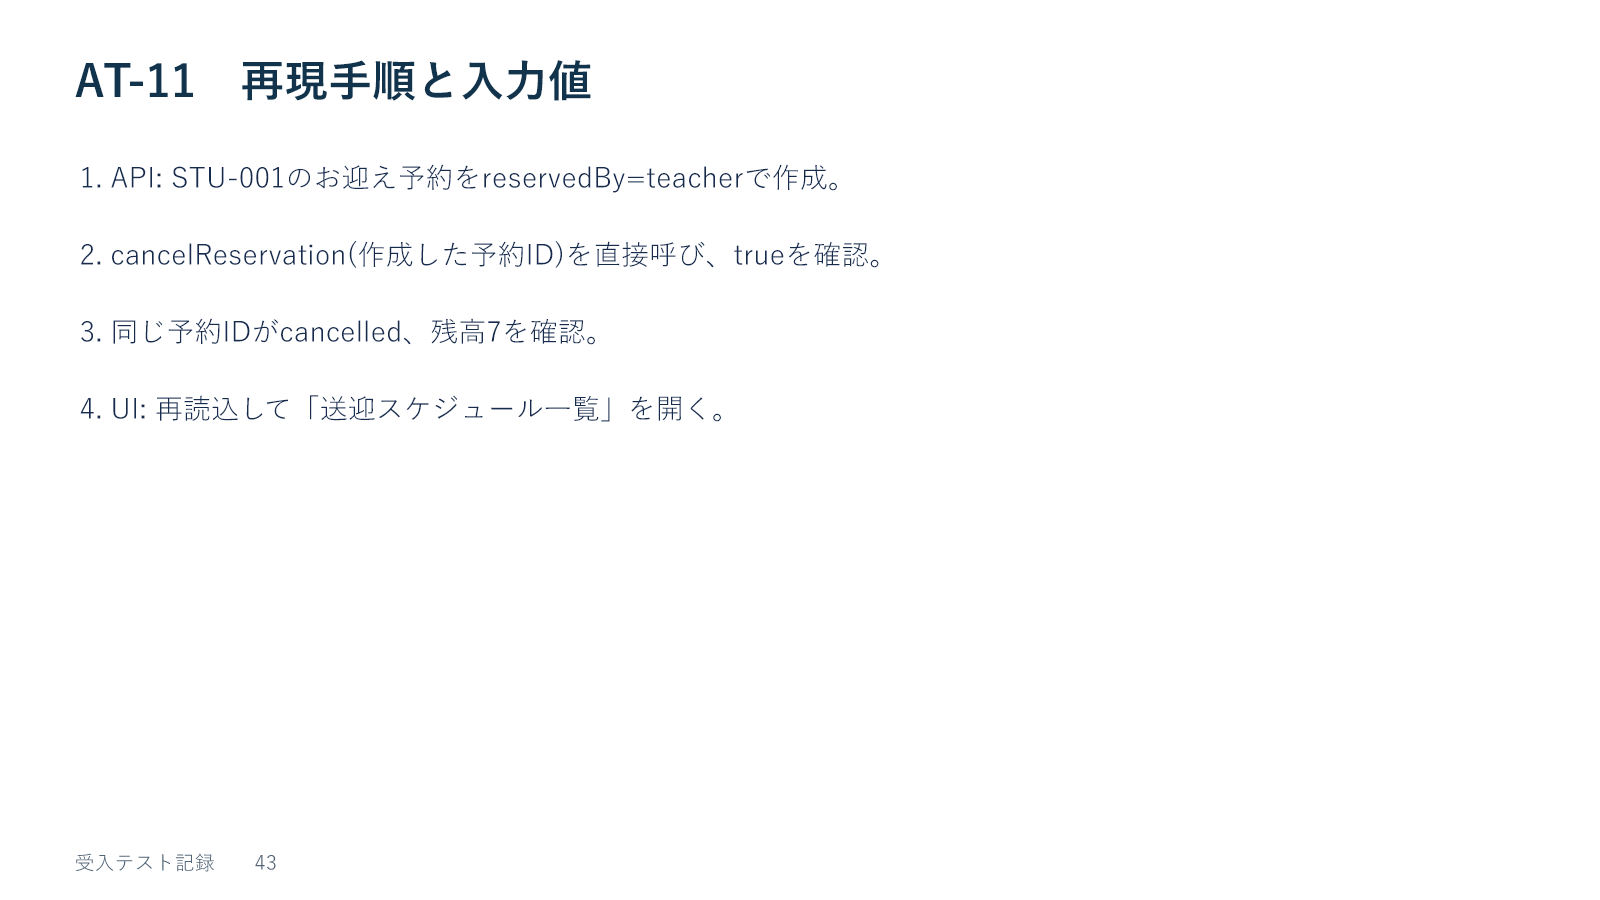 AT-11　再現手順と入力値
1. API: STU-001のお迎え予約をreservedBy=teacherで作成。
2. cancelReservation(作成した予約ID)を直接呼び、trueを確認。
3. 同じ予約IDがcancelled、残高7を確認。
4. UI: 再読込して「送迎スケジュール一覧」を開く。
受入テスト記録　　43